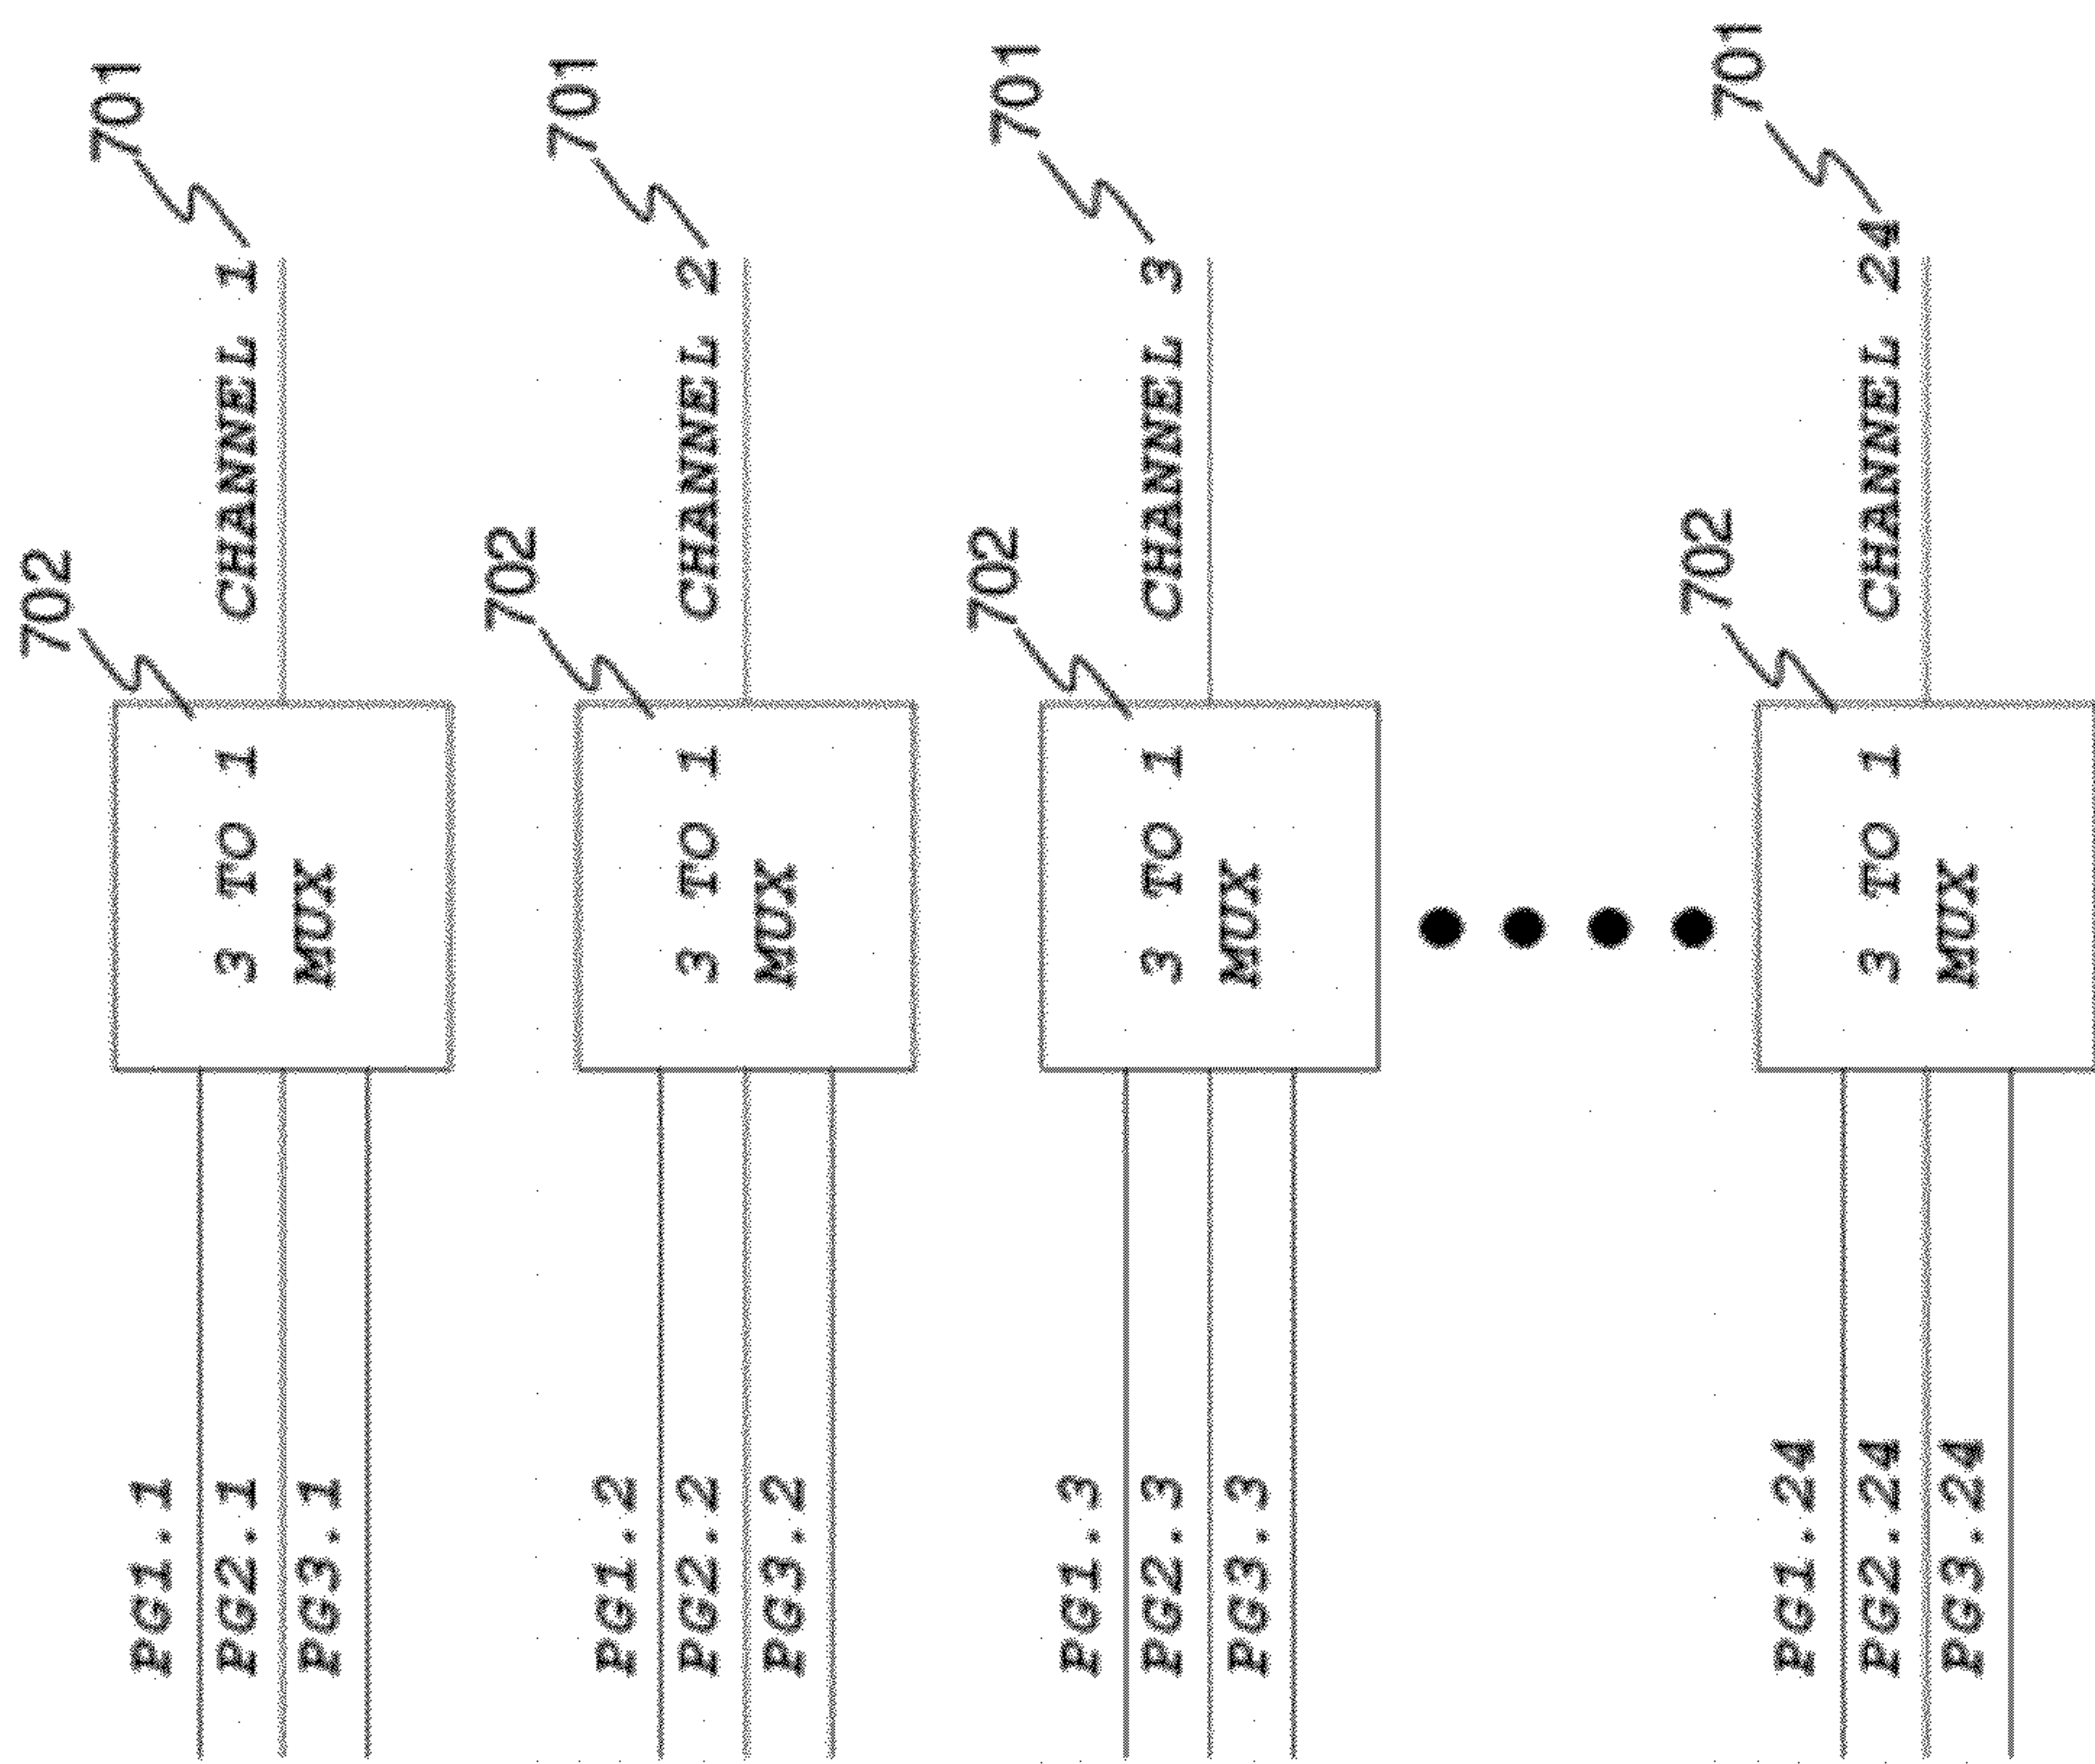 702
701
CHANNEL 1
3 TO 1
MUX
PG1.1
PG2.1
PG3.1
702
701
CHANNEL 2
3 TO 1
MUX
PG1.2
PG2.2
PG3.2
702
701
CHANNEL 3
3 TO 1
MUX
PG1.3
PG2.3
PG3.3
702
701
CHANNEL 24
3 TO 1
MUX
PG1.24
PG2.24
PG3.24